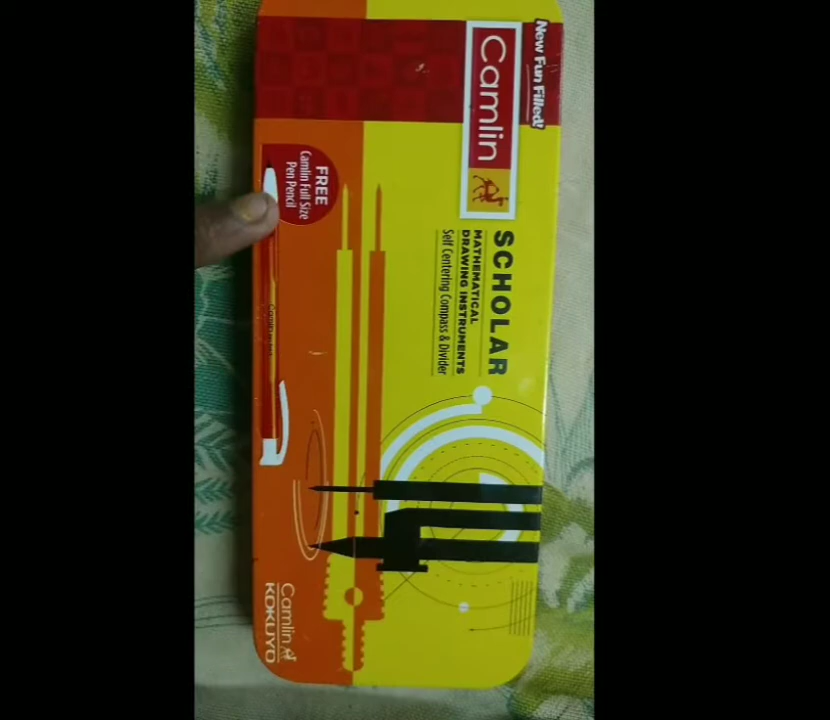 New Fun Filled!
Camlin
SCHOLAR
MATHEMATICAL
DRAWING INSTRUMENTS
Self Centering Compass & Divider
FREE
Camlin Full Size
Pen Pencil
Camlin
KOKUYO